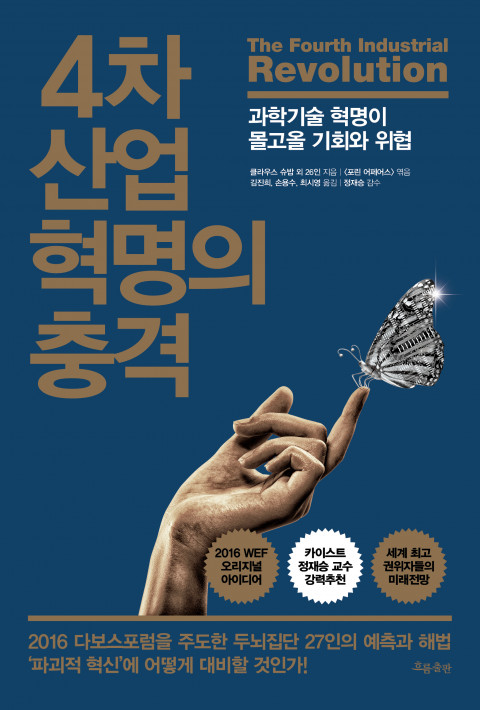 4차
산업
혁명의
충격
The Fourth Industrial
Revolution
과학기술 혁명이
몰고올 기회와 위협
클라우스 슈밥 외 26인 지음 | 〈포린 어페어스〉 엮음
김진희, 손용수, 최시영 옮김 | 정재승 감수
2016 WEF
오리지널
아이디어
카이스트
정재승 교수
강력추천
세계 최고
권위자들의
미래전망
2016 다보스포럼을 주도한 두뇌집단 27인의 예측과 해법
‘파괴적 혁신’에 어떻게 대비할 것인가!
흐름출판